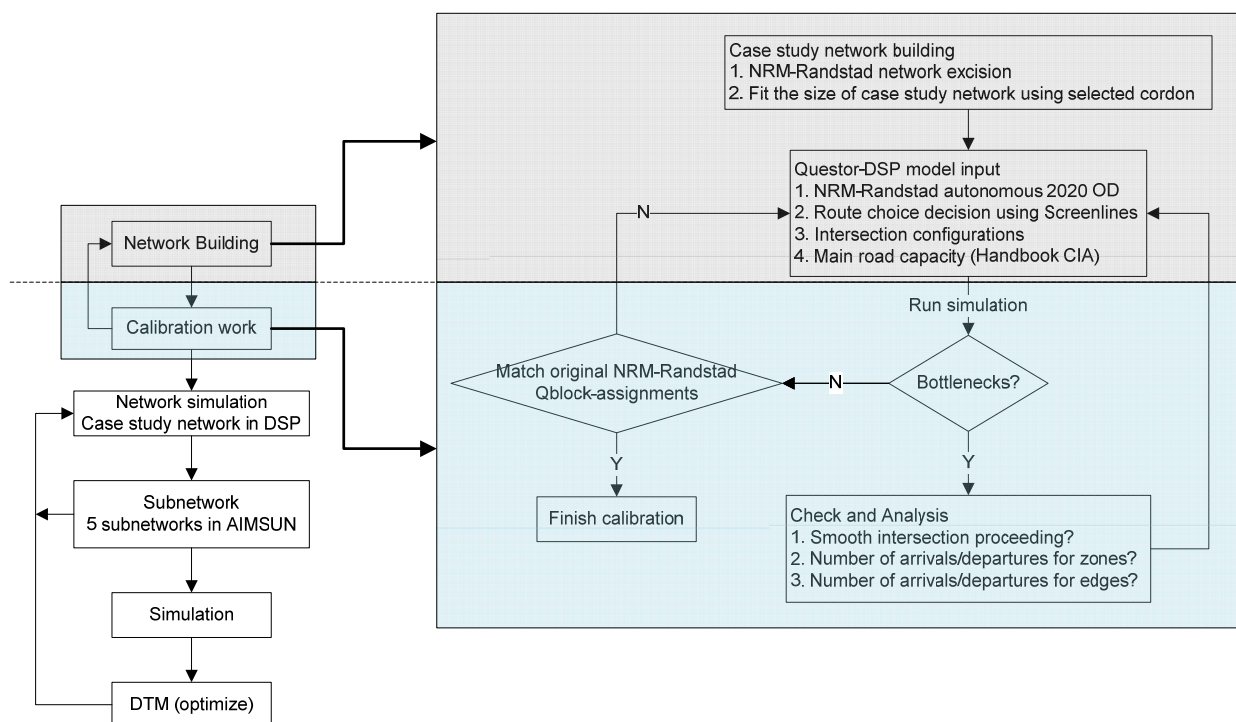 Network Building
Calibration work
Network simulation
Case study network in DSP
Subnetwork
5 subnetworks in AIMSUN
Simulation
DTM (optimize)
Case study network building
1. NRM-Randstad network excision
2. Fit the size of case study network using selected cordon
Questor-DSP model input
1. NRM-Randstad autonomous 2020 OD
2. Route choice decision using Screenlines
3. Intersection configurations
4. Main road capacity (Handbook CIA)
N
Run simulation
Bottlenecks?
N
Match original NRM-Randstad
Qblock-assignments
Y
Finish calibration
Y
Check and Analysis
1. Smooth intersection proceeding?
2. Number of arrivals/departures for zones?
3. Number of arrivals/departures for edges?